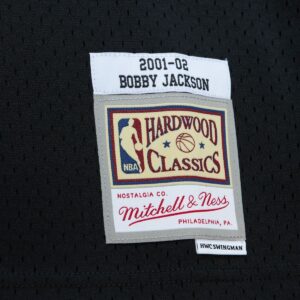 2001-02
BOBBY JACKSON
HARDWOOD
CLASSICS
NBA
NOSTALGIA CO.
Mitchell & Ness
PHILADELPHIA, PA.
HWC SWINGMAN